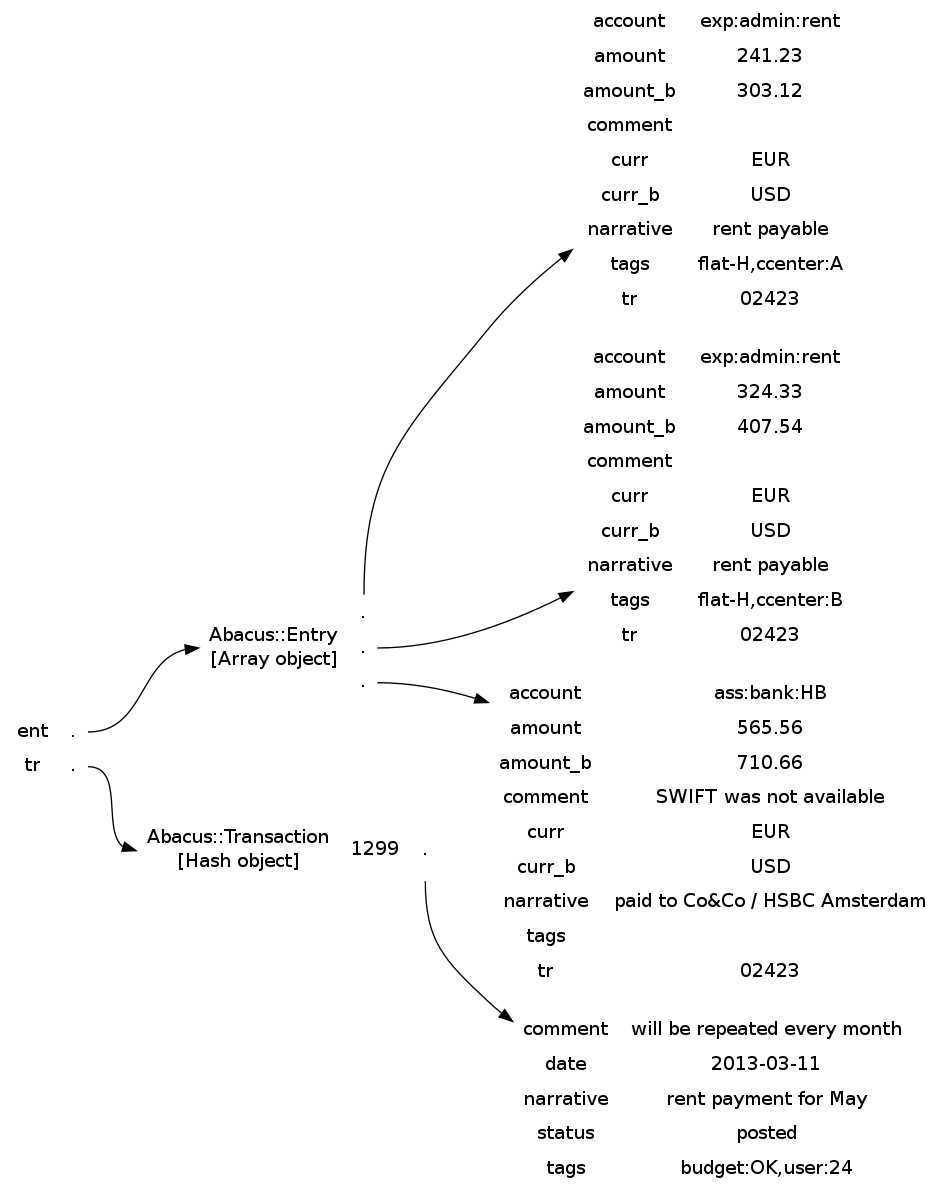 account exp:admin:rent
amount 241.23
amount_b 303.12
comment
curr EUR
curr_b USD
narrative rent payable
tags flat-H,ccenter:A
tr 02423
account exp:admin:rent
amount 324.33
amount_b 407.54
comment
curr EUR
curr_b USD
narrative rent payable
tags flat-H,ccenter:B
tr 02423
Abacus::Entry
[Array object]
.
.
.
ent .
tr .
account ass:bank:HB
amount 565.56
amount_b 710.66
comment SWIFT was not available
curr EUR
curr_b USD
narrative paid to Co&Co / HSBC Amsterdam
tags
tr 02423
Abacus::Transaction
[Hash object]
1299 .
comment will be repeated every month
date 2013-03-11
narrative rent payment for May
status posted
tags budget:OK,user:24